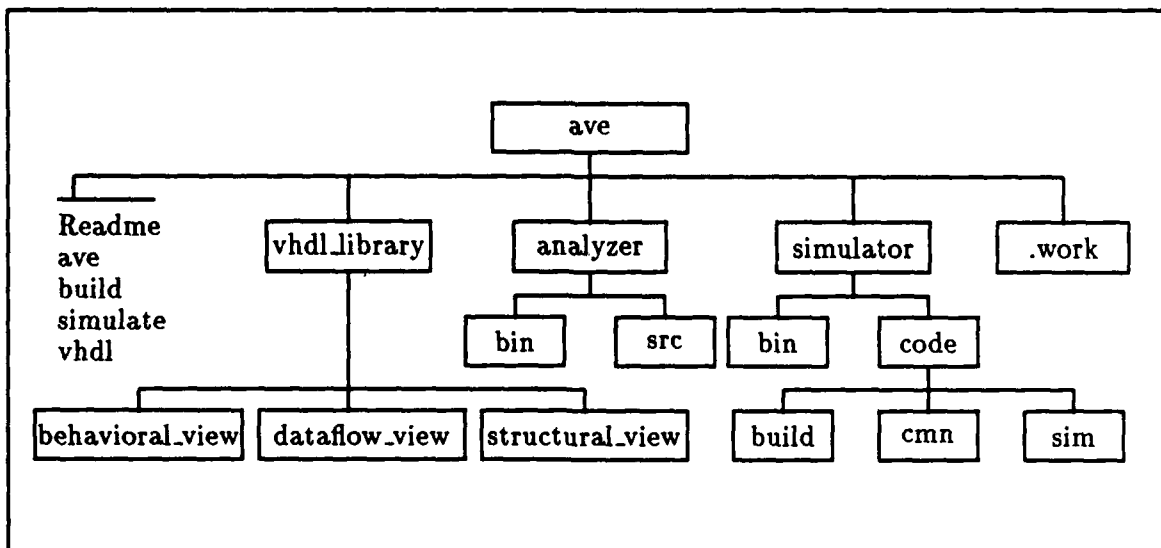 ave
Readme
ave
build
simulate
vhdl
vhdl_library
analyzer
simulator
.work
bin
src
bin
code
behavioral_view
dataflow_view
structural_view
build
cmn
sim